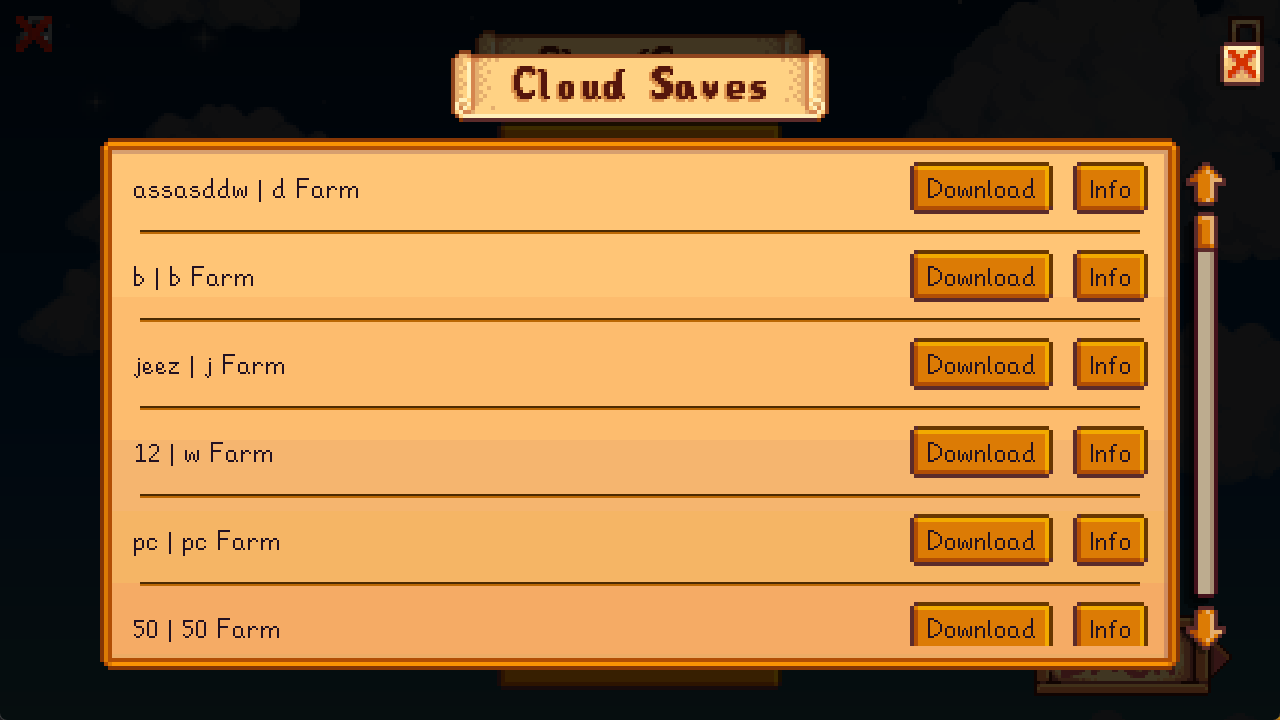 Cloud Saves
assasddw | d Farm Download Info
b | b Farm Download Info
jeez | j Farm Download Info
12 | w Farm Download Info
pc | pc Farm Download Info
50 | 50 Farm Download Info